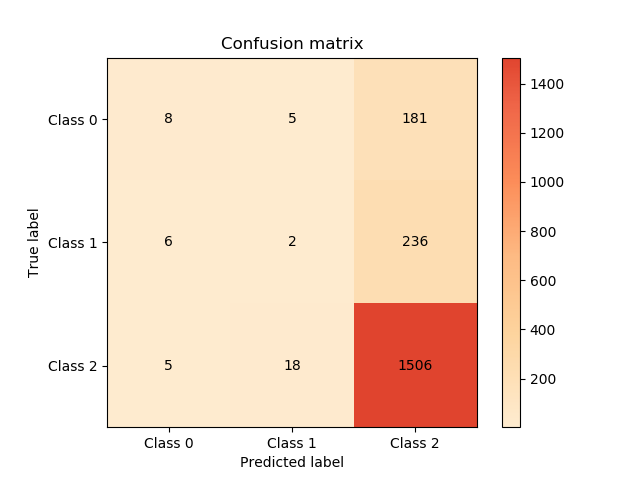 Confusion matrix
1400
1200
1000
800
600
400
200
True label
Class 0
8 5 181
Class 1
6 2 236
Class 2
5 18 1506
Class 0 Class 1 Class 2
Predicted label